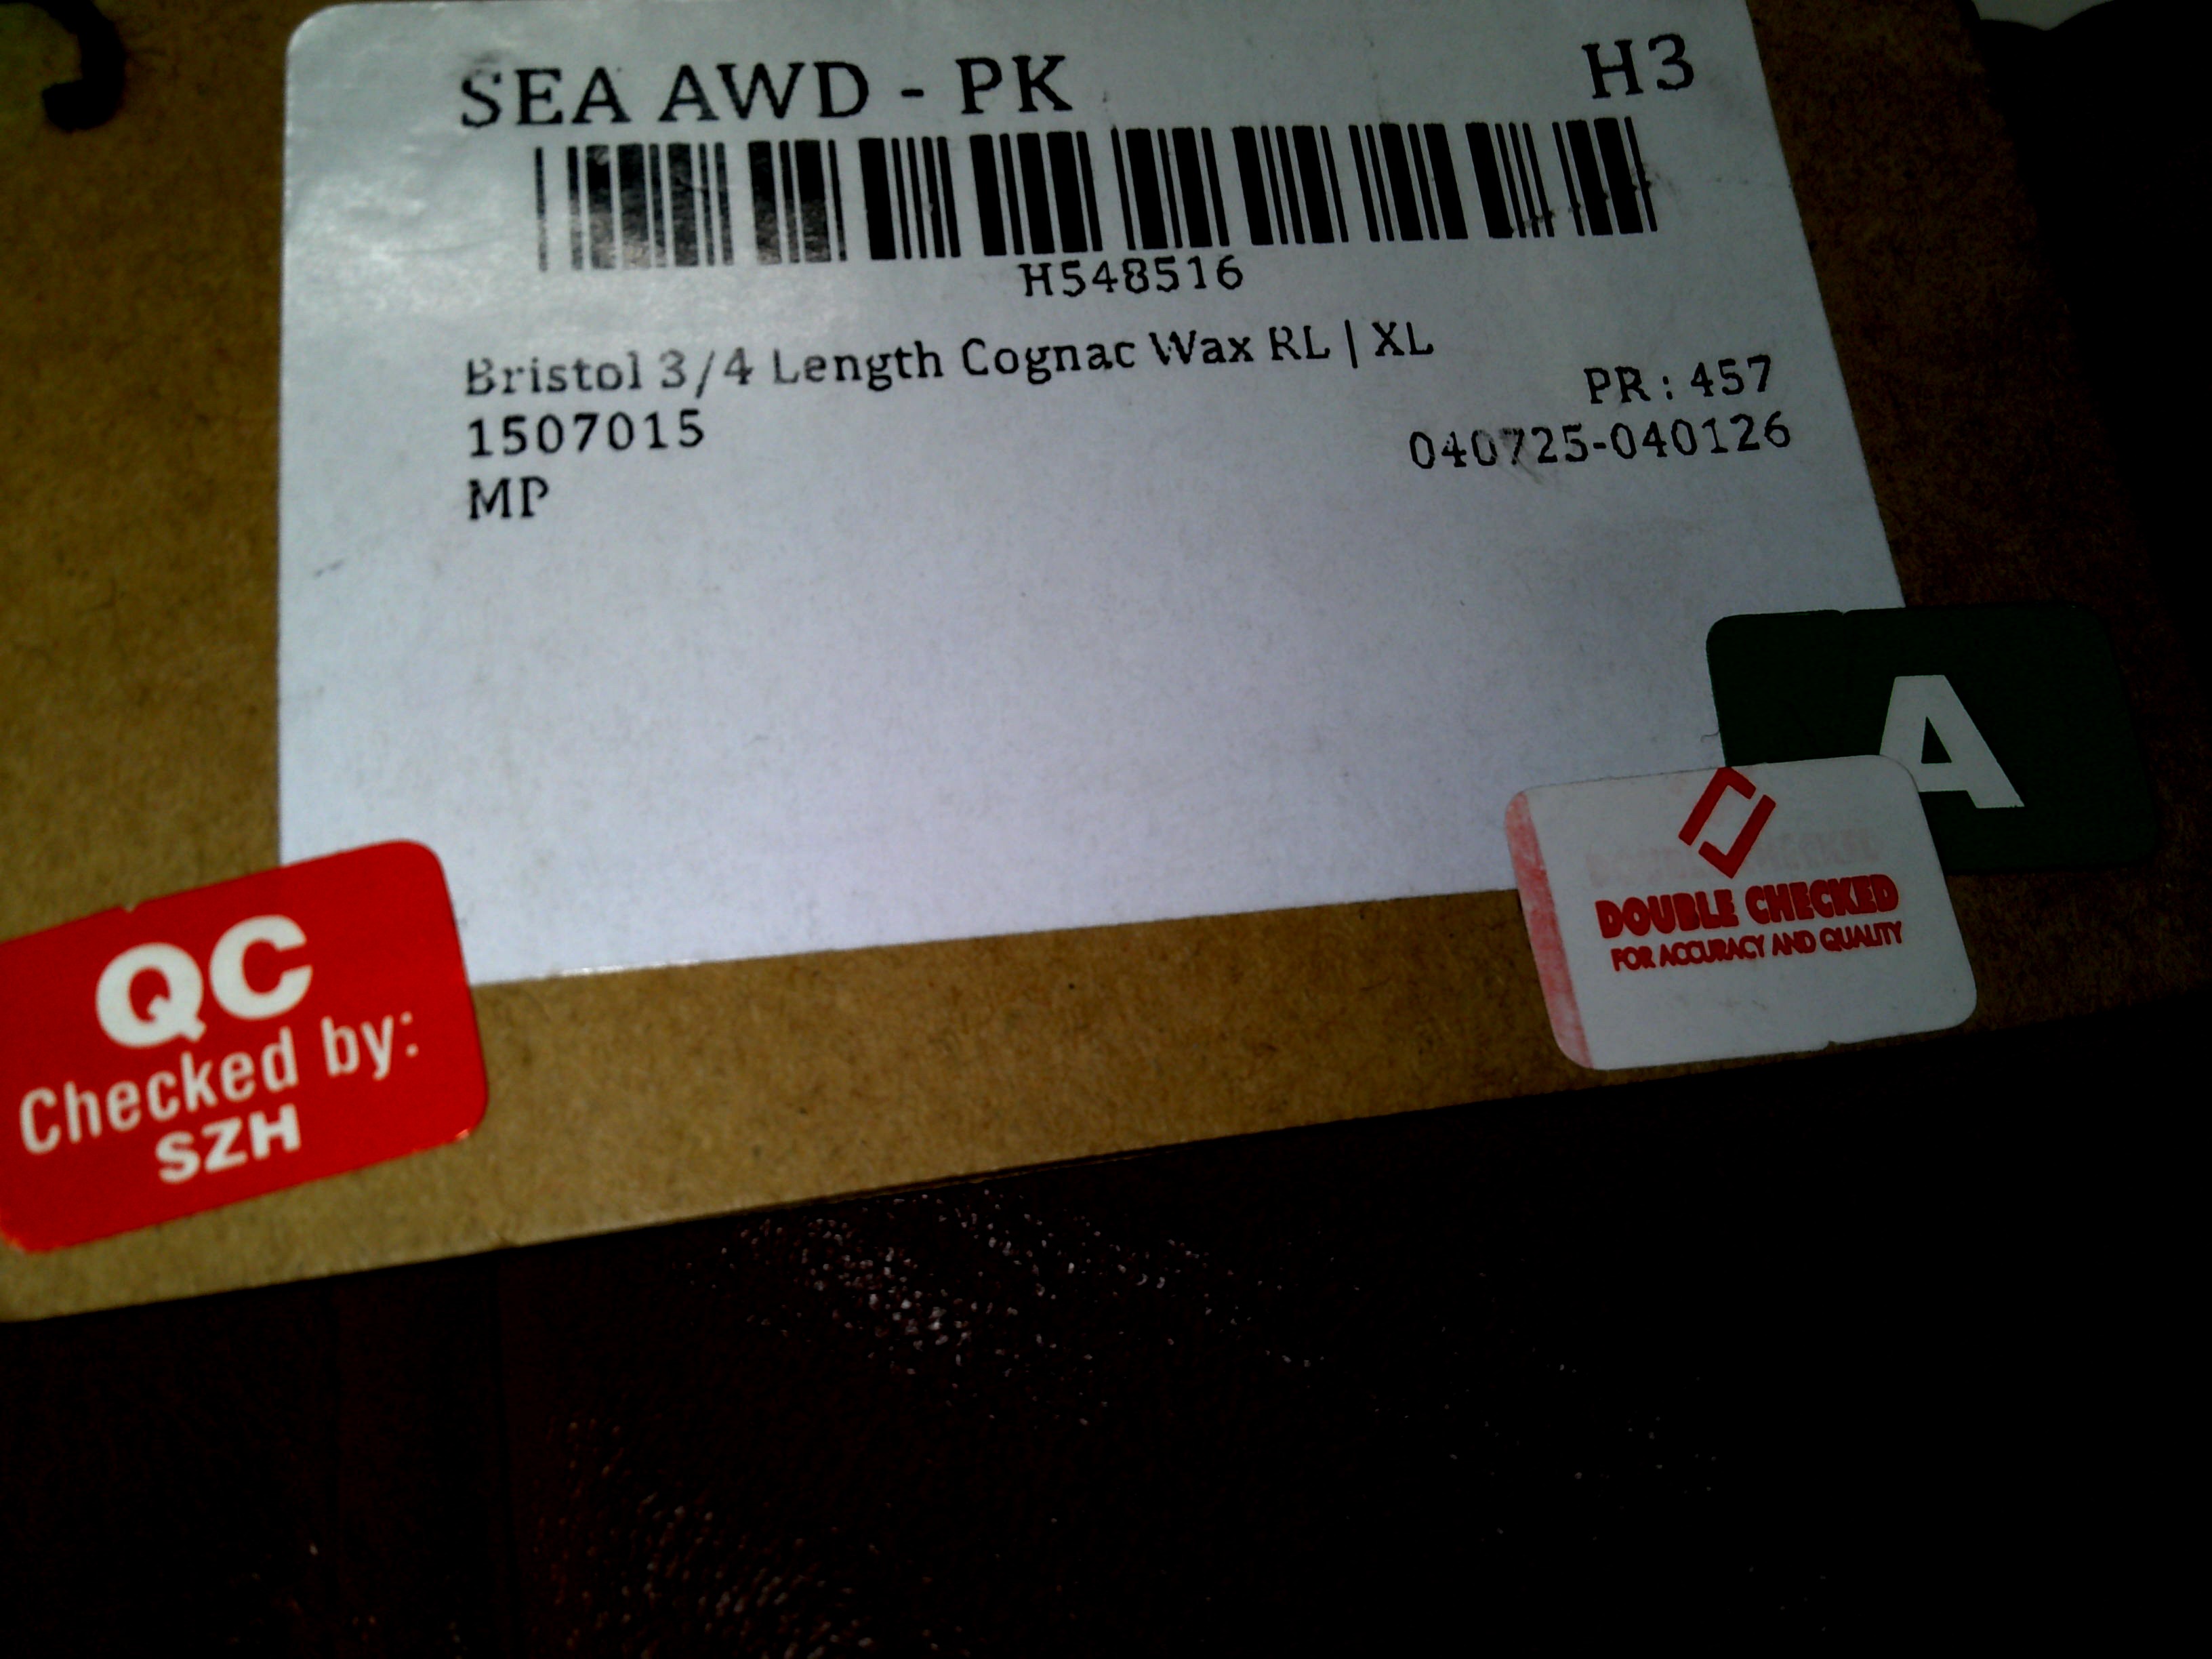 SEA AWD - PK
H3
H548516
Bristol 3/4 Length Cognac Wax RL | XL
PR : 457
1507015
040725-040126
MP
A
DOUBLE CHECKED
FOR ACCURACY AND QUALITY
QC
Checked by:
SZH